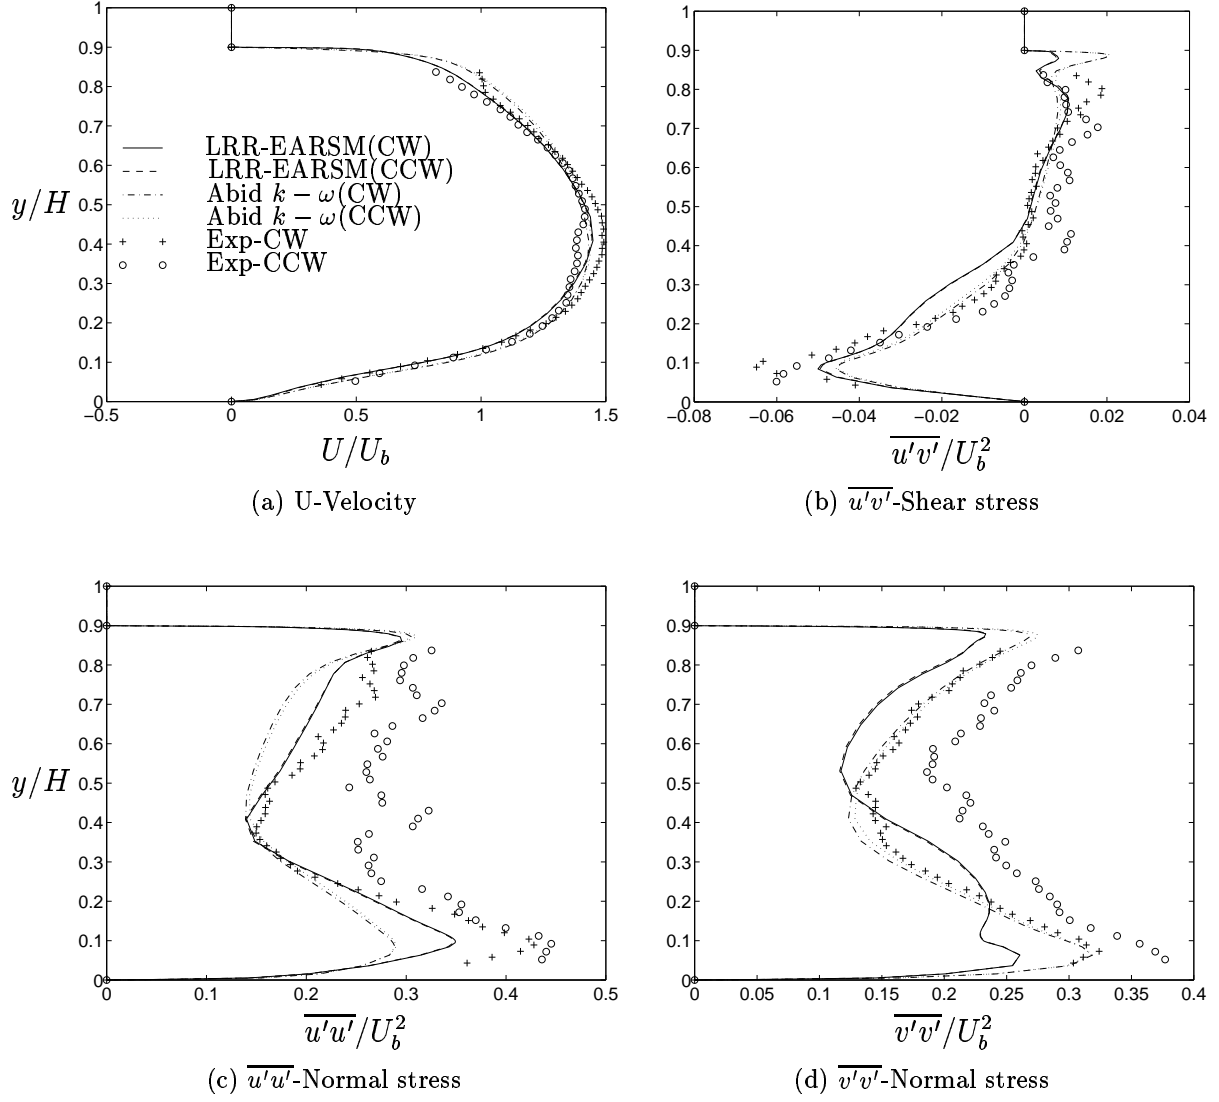 1
0.9
0.8
0.7
0.6
0.5
0.4
0.3
0.2
0.1
0
y/H
−0.5 0 0.5 1 1.5
U/U_b
LRR-EARSM(CW)
LRR-EARSM(CCW)
Abid k − ω(CW)
Abid k − ω(CCW)
Exp-CW
Exp-CCW
(a) U-Velocity
1
0.9
0.8
0.7
0.6
0.5
0.4
0.3
0.2
0.1
0
−0.08 −0.06 −0.04 −0.02 0 0.02 0.04
u′v′/U_b^2
(b) u′v′-Shear stress
1
0.9
0.8
0.7
0.6
0.5
0.4
0.3
0.2
0.1
0
y/H
0 0.1 0.2 0.3 0.4 0.5
u′u′/U_b^2
(c) u′u′-Normal stress
1
0.9
0.8
0.7
0.6
0.5
0.4
0.3
0.2
0.1
0
0 0.05 0.1 0.15 0.2 0.25 0.3 0.35 0.4
v′v′/U_b^2
(d) v′v′-Normal stress